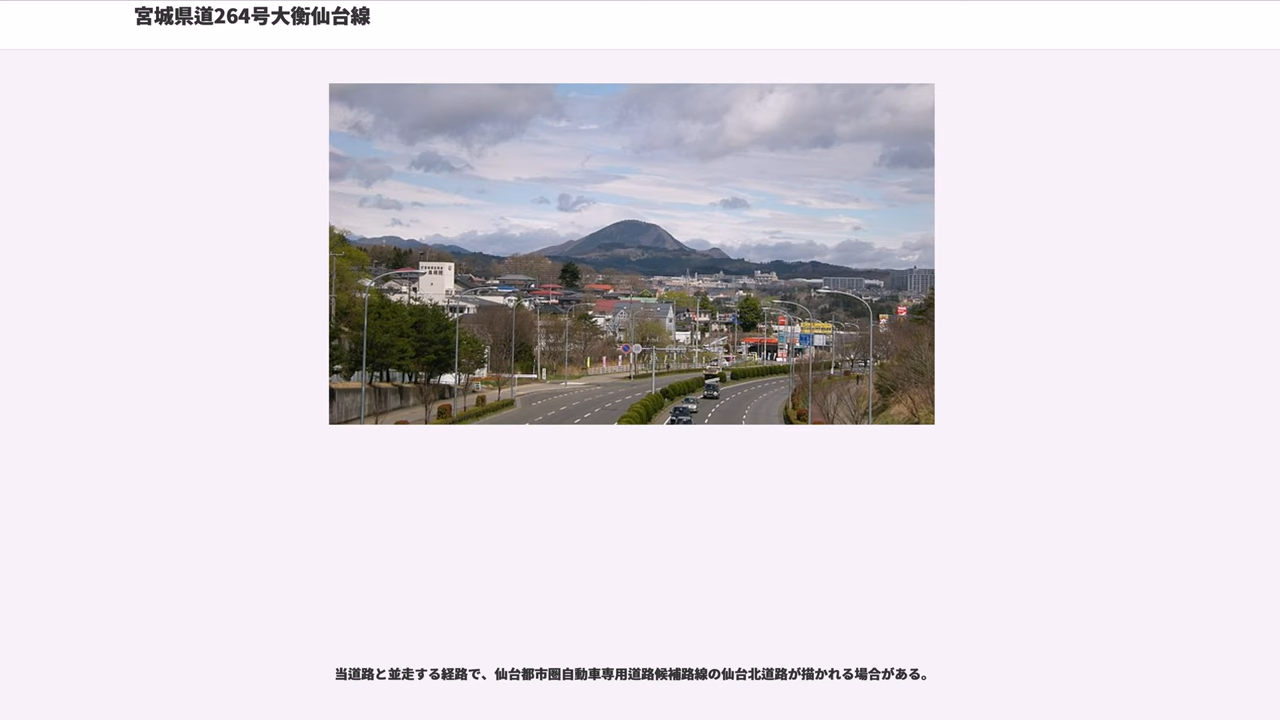 宮城県道264号大衡仙台線
当道路と並走する経路で、仙台都市圏自動車専用道路候補路線の仙台北道路が描かれる場合がある。